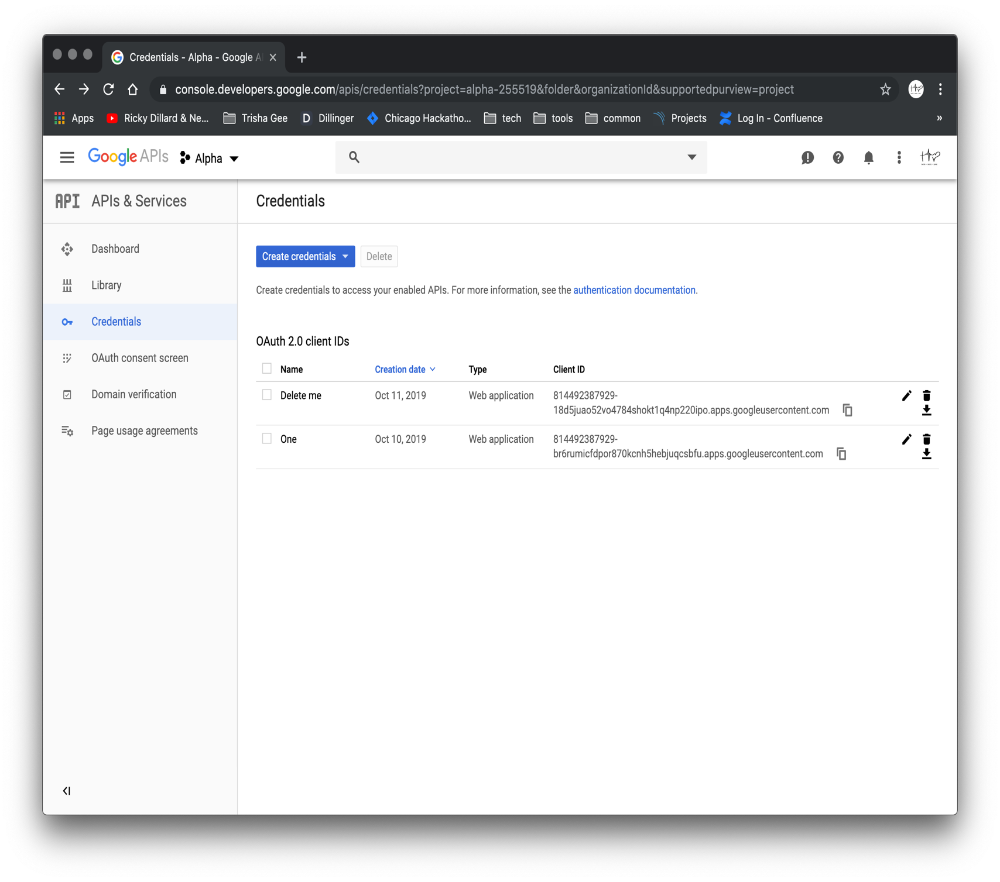 Credentials - Alpha - Google A
console.developers.google.com/apis/credentials?project=alpha-255519&folder&organizationId&supportedpurview=project
Apps Ricky Dillard & Ne... Trisha Gee D Dillinger Chicago Hackatho... tech tools common Projects Log In - Confluence »
Google APIs Alpha
API APIs & Services
Credentials
Dashboard
Library
Credentials
OAuth consent screen
Domain verification
Page usage agreements
Create credentials Delete
Create credentials to access your enabled APIs. For more information, see the authentication documentation.
OAuth 2.0 client IDs
Name Creation date Type Client ID
Delete me Oct 11, 2019 Web application 814492387929-
18d5juao52vo4784shokt1q4np220ipo.apps.googleusercontent.com
One Oct 10, 2019 Web application 814492387929-
br6rumicfdpor870kcnh5hebjuqcsbfu.apps.googleusercontent.com